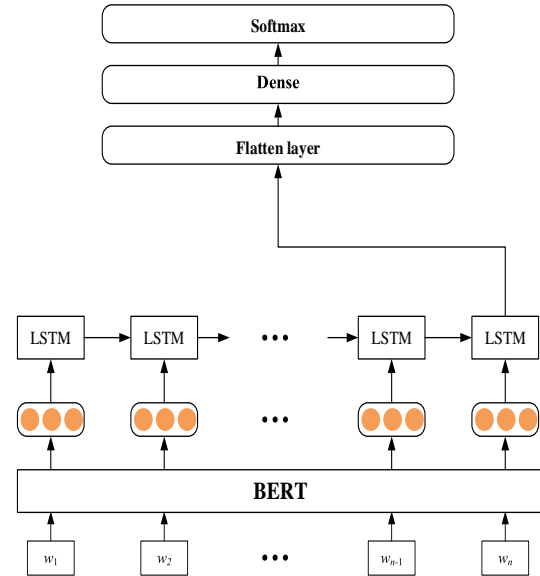 Softmax
Dense
Flatten layer
LSTM LSTM ••• LSTM LSTM
•••
BERT
w1 w2 ••• wn-1 wn